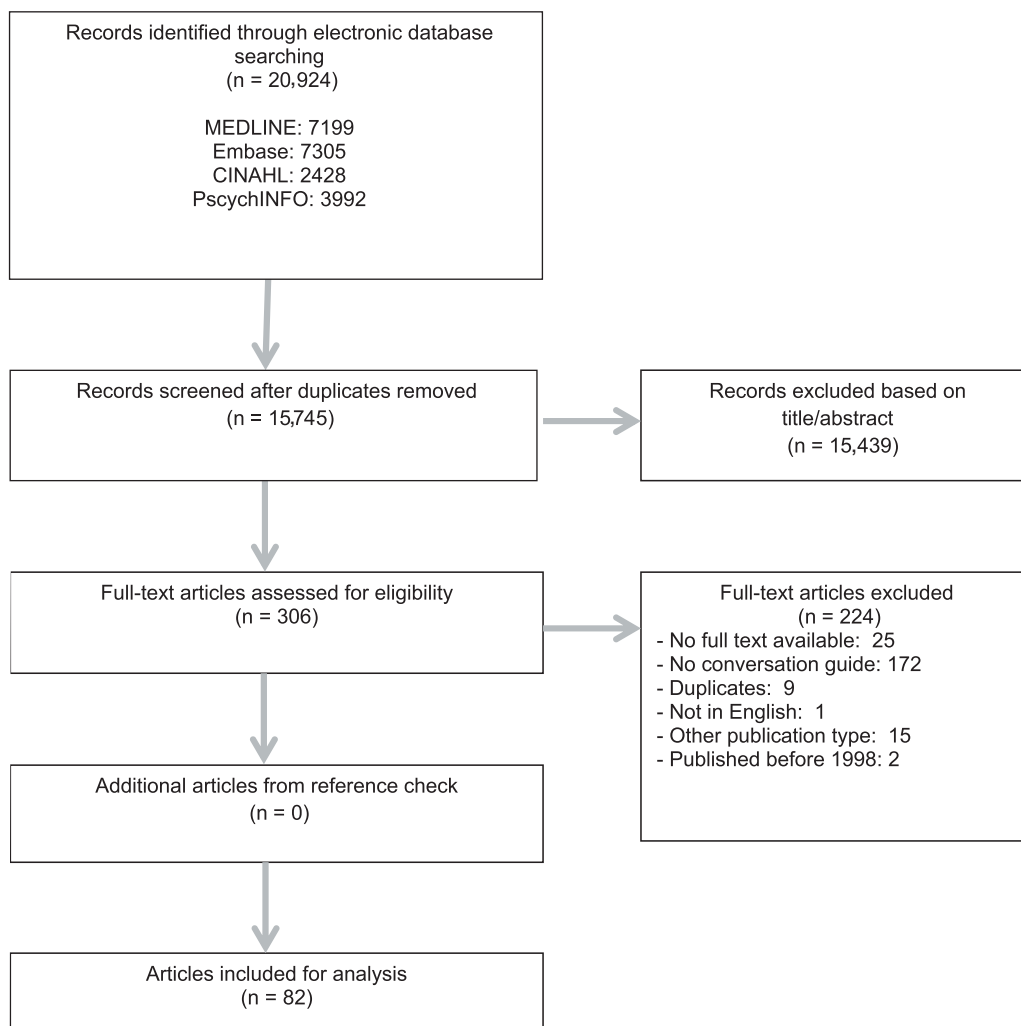 Records identified through electronic database
searching
(n = 20,924)
MEDLINE: 7199
Embase: 7305
CINAHL: 2428
PscychINFO: 3992
Records screened after duplicates removed
(n = 15,745)
Records excluded based on
title/abstract
(n = 15,439)
Full-text articles assessed for eligibility
(n = 306)
Full-text articles excluded
(n = 224)
- No full text available: 25
- No conversation guide: 172
- Duplicates: 9
- Not in English: 1
- Other publication type: 15
- Published before 1998: 2
Additional articles from reference check
(n = 0)
Articles included for analysis
(n = 82)